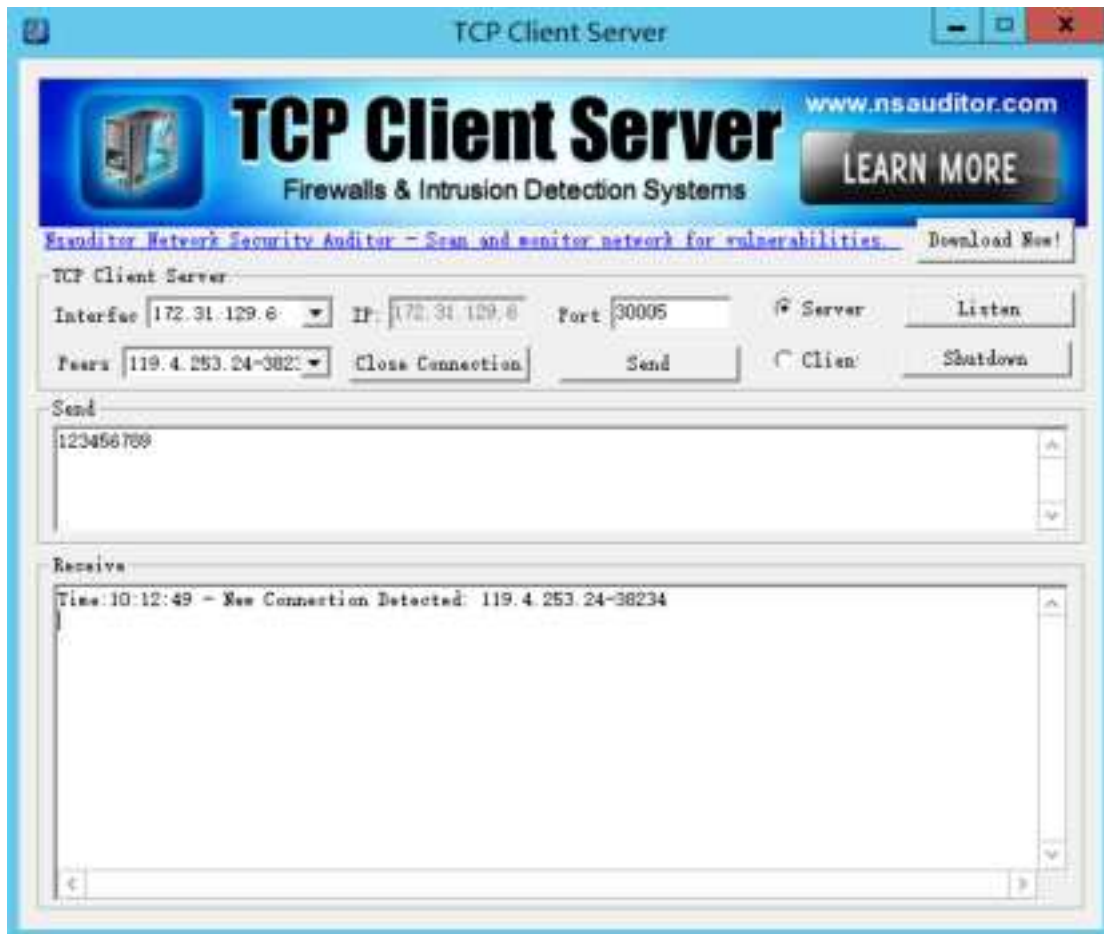 TCP Client Server
TCP Client Server
www.nsauditor.com
LEARN MORE
Firewalls & Intrusion Detection Systems
Nsauditor Network Security Auditor - Scan and monitor network for vulnerabilities.
Download Now!
TCP Client Server
Interfac 172.31.129.6 IP: 172.31.129.6 Port 30005 Server Listen
Peers 119.4.253.24-3823 Close Connection Send Clien Shutdown
Send
123456789
Receive
Time:10:12:49 - New Connection Detected: 119.4.253.24-38234